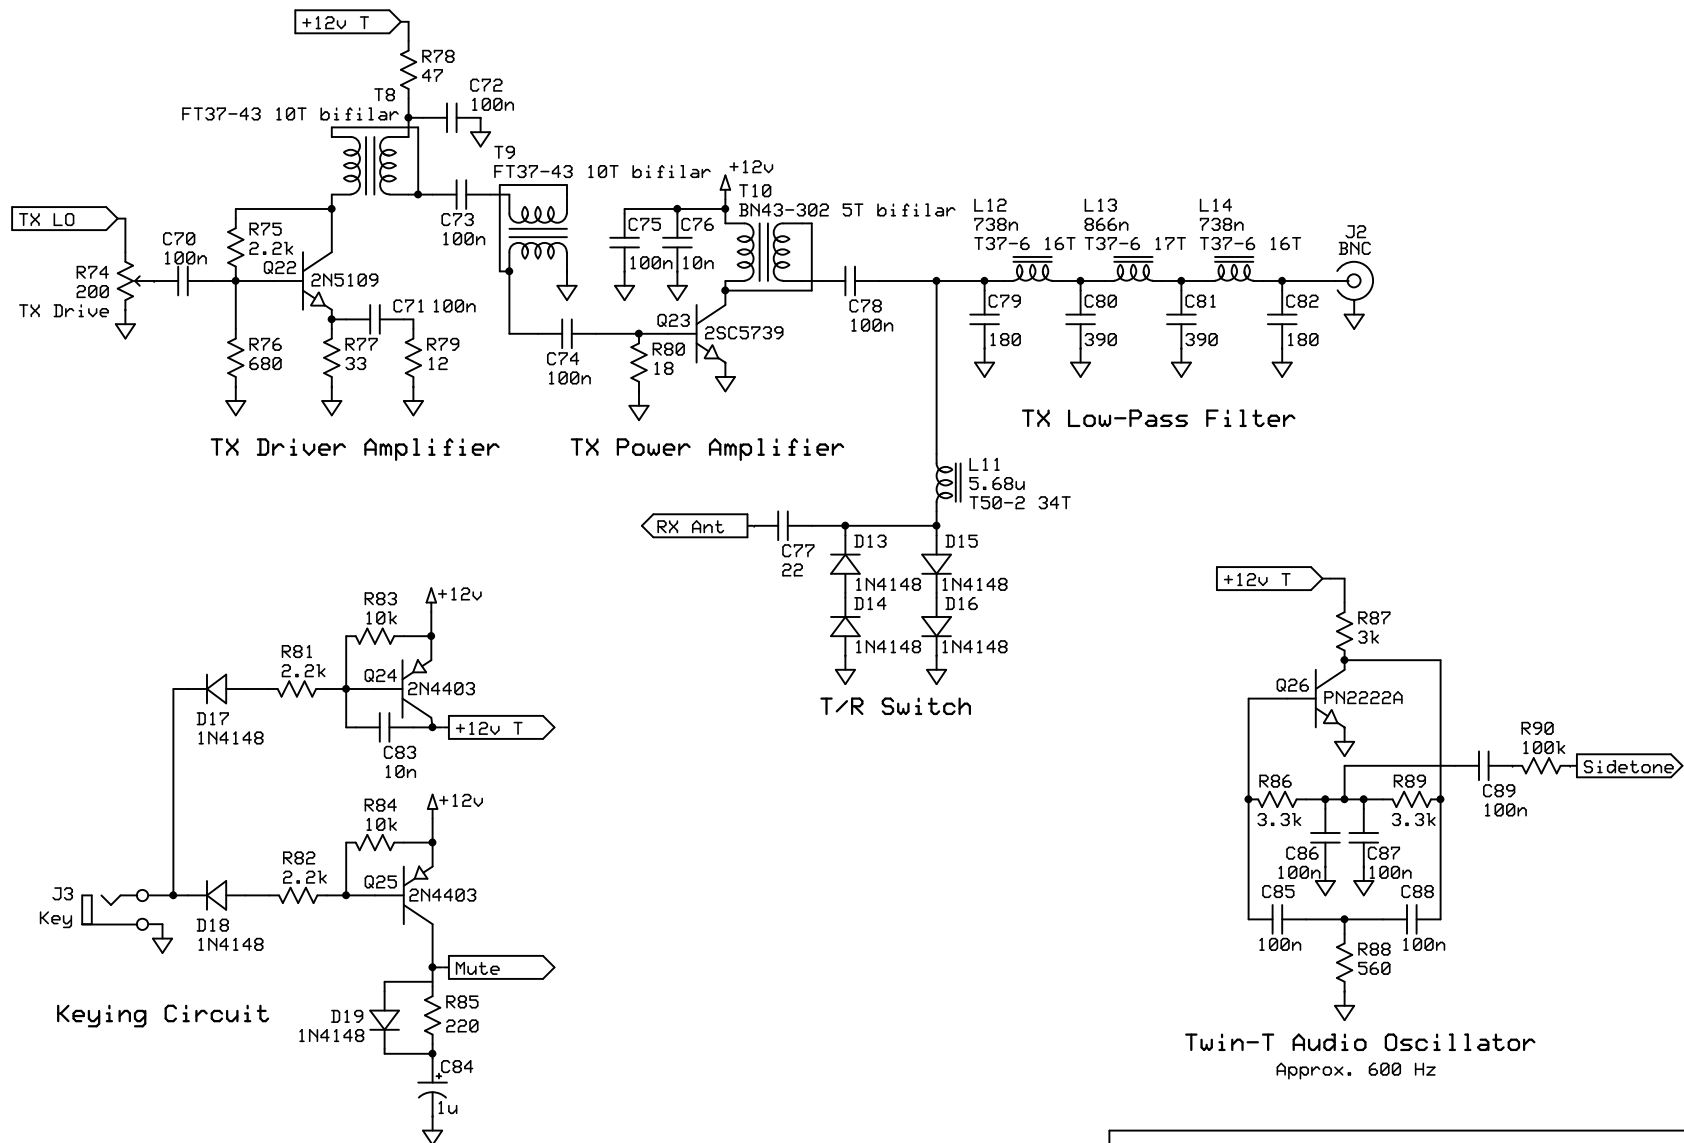 +12v T
R78
47
T8
FT37-43 10T bifilar
C72
100n
T9
FT37-43 10T bifilar
TX LO
R74
200
TX Drive
C70
100n
R75
2.2k
Q22
2N5109
R76
680
R77
33
C71 100n
R79
12
C73
100n
C74
100n
TX Driver Amplifier
+12v
T10
BN43-302 5T bifilar
C75
100n
C76
10n
Q23
2SC5739
R80
18
C78
100n
TX Power Amplifier
L12
738n
T37-6 16T
L13
866n
T37-6 17T
L14
738n
T37-6 16T
J2
BNC
C79
180
C80
390
C81
390
C82
180
TX Low-Pass Filter
L11
5.68u
T50-2 34T
RX Ant
C77
22
D13
1N4148
D14
1N4148
D15
1N4148
D16
1N4148
T/R Switch
+12v
R83
10k
R81
2.2k
Q24
2N4403
D17
1N4148
C83
10n
+12v T
+12v
R84
10k
R82
2.2k
Q25
2N4403
J3
Key
D18
1N4148
Mute
D19
1N4148
R85
220
C84
+
1u
Keying Circuit
+12v T
R87
3k
Q26
PN2222A
R90
100k
Sidetone
C89
100n
R86
3.3k
R89
3.3k
C86
100n
C87
100n
C85
100n
C88
100n
R88
560
Twin-T Audio Oscillator
Approx. 600 Hz